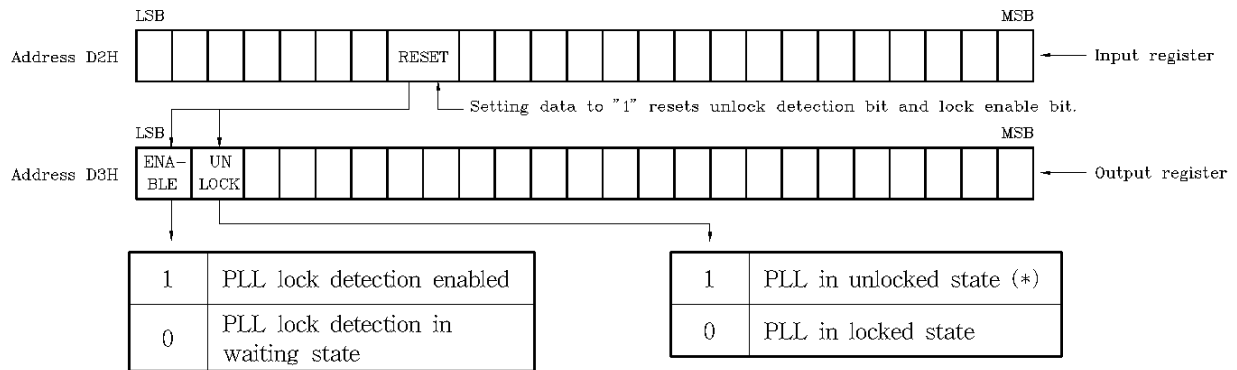 LSB MSB
Address D2H RESET Input register
Setting data to "1" resets unlock detection bit and lock enable bit.
LSB MSB
Address D3H ENA- BLE UN LOCK Output register
1 PLL lock detection enabled
0 PLL lock detection in
waiting state
1 PLL in unlocked state (*)
0 PLL in locked state